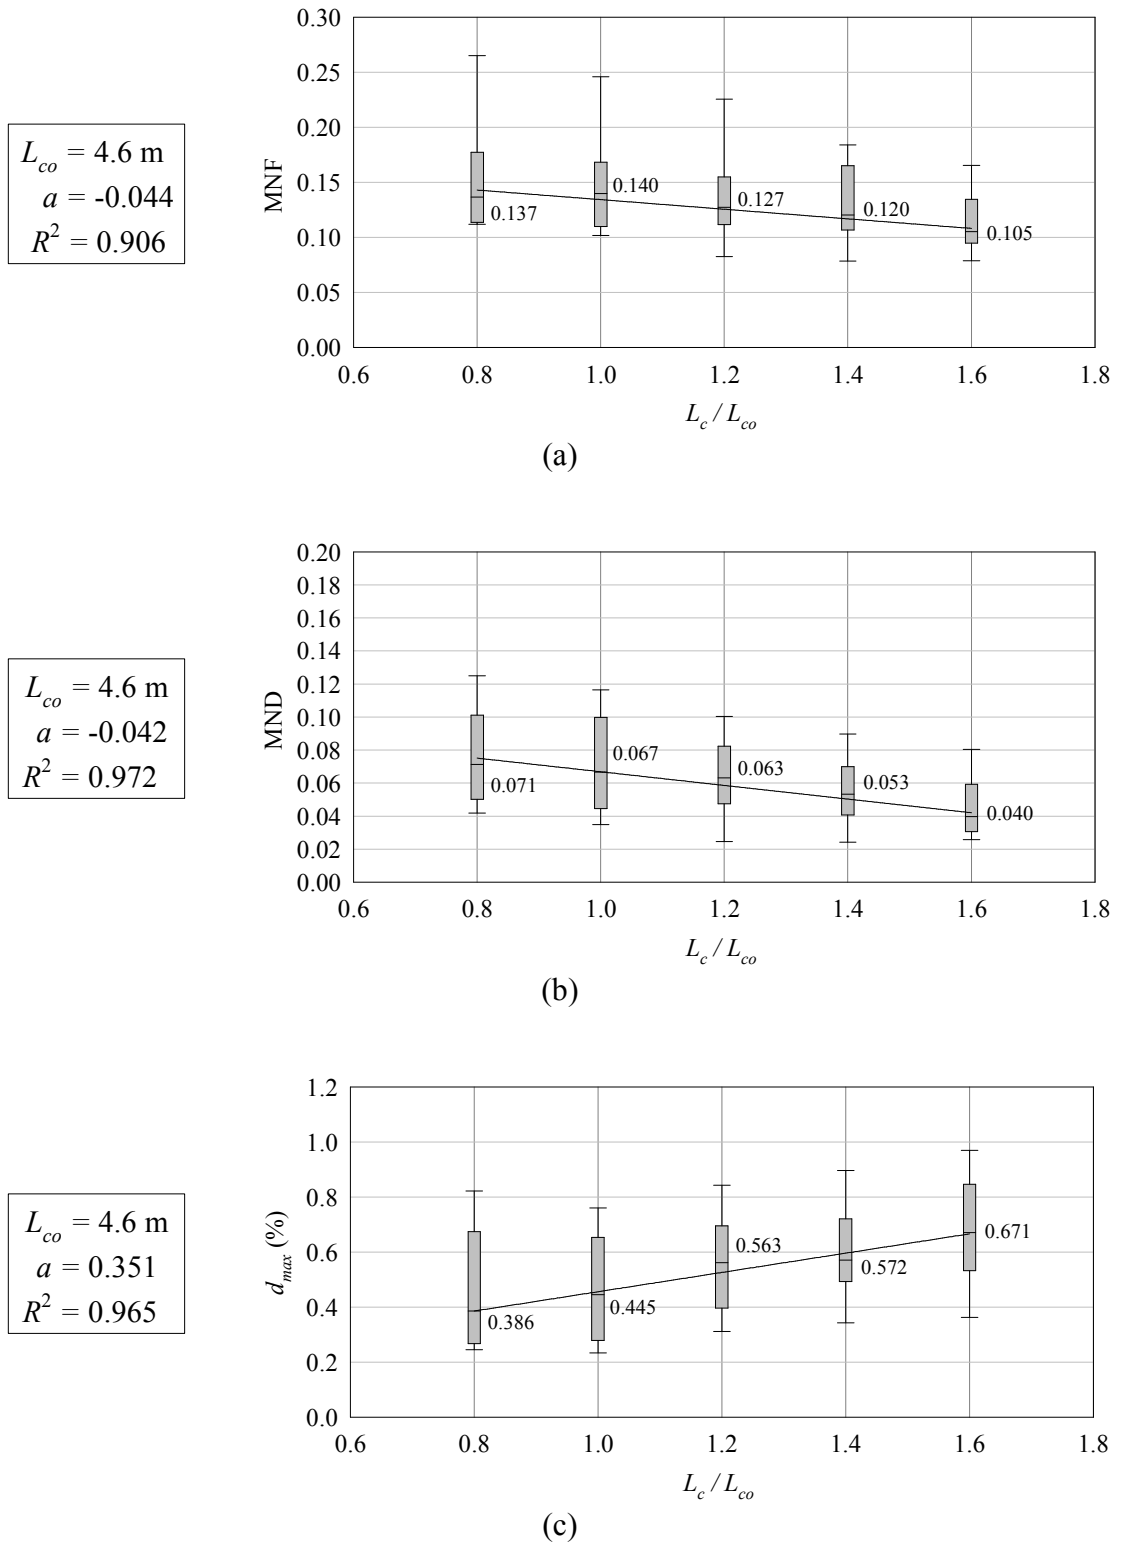 L_co = 4.6 m
a = -0.044
R² = 0.906
MNF
0.30
0.25
0.20
0.15
0.10
0.05
0.00
0.137
0.140
0.127
0.120
0.105
0.6 0.8 1.0 1.2 1.4 1.6 1.8
L_c / L_co
(a)
L_co = 4.6 m
a = -0.042
R² = 0.972
MND
0.20
0.18
0.16
0.14
0.12
0.10
0.08
0.06
0.04
0.02
0.00
0.071
0.067
0.063
0.053
0.040
0.6 0.8 1.0 1.2 1.4 1.6 1.8
L_c / L_co
(b)
L_co = 4.6 m
a = 0.351
R² = 0.965
d_max (%)
1.2
1.0
0.8
0.6
0.4
0.2
0.0
0.386
0.445
0.563
0.572
0.671
0.6 0.8 1.0 1.2 1.4 1.6 1.8
L_c / L_co
(c)